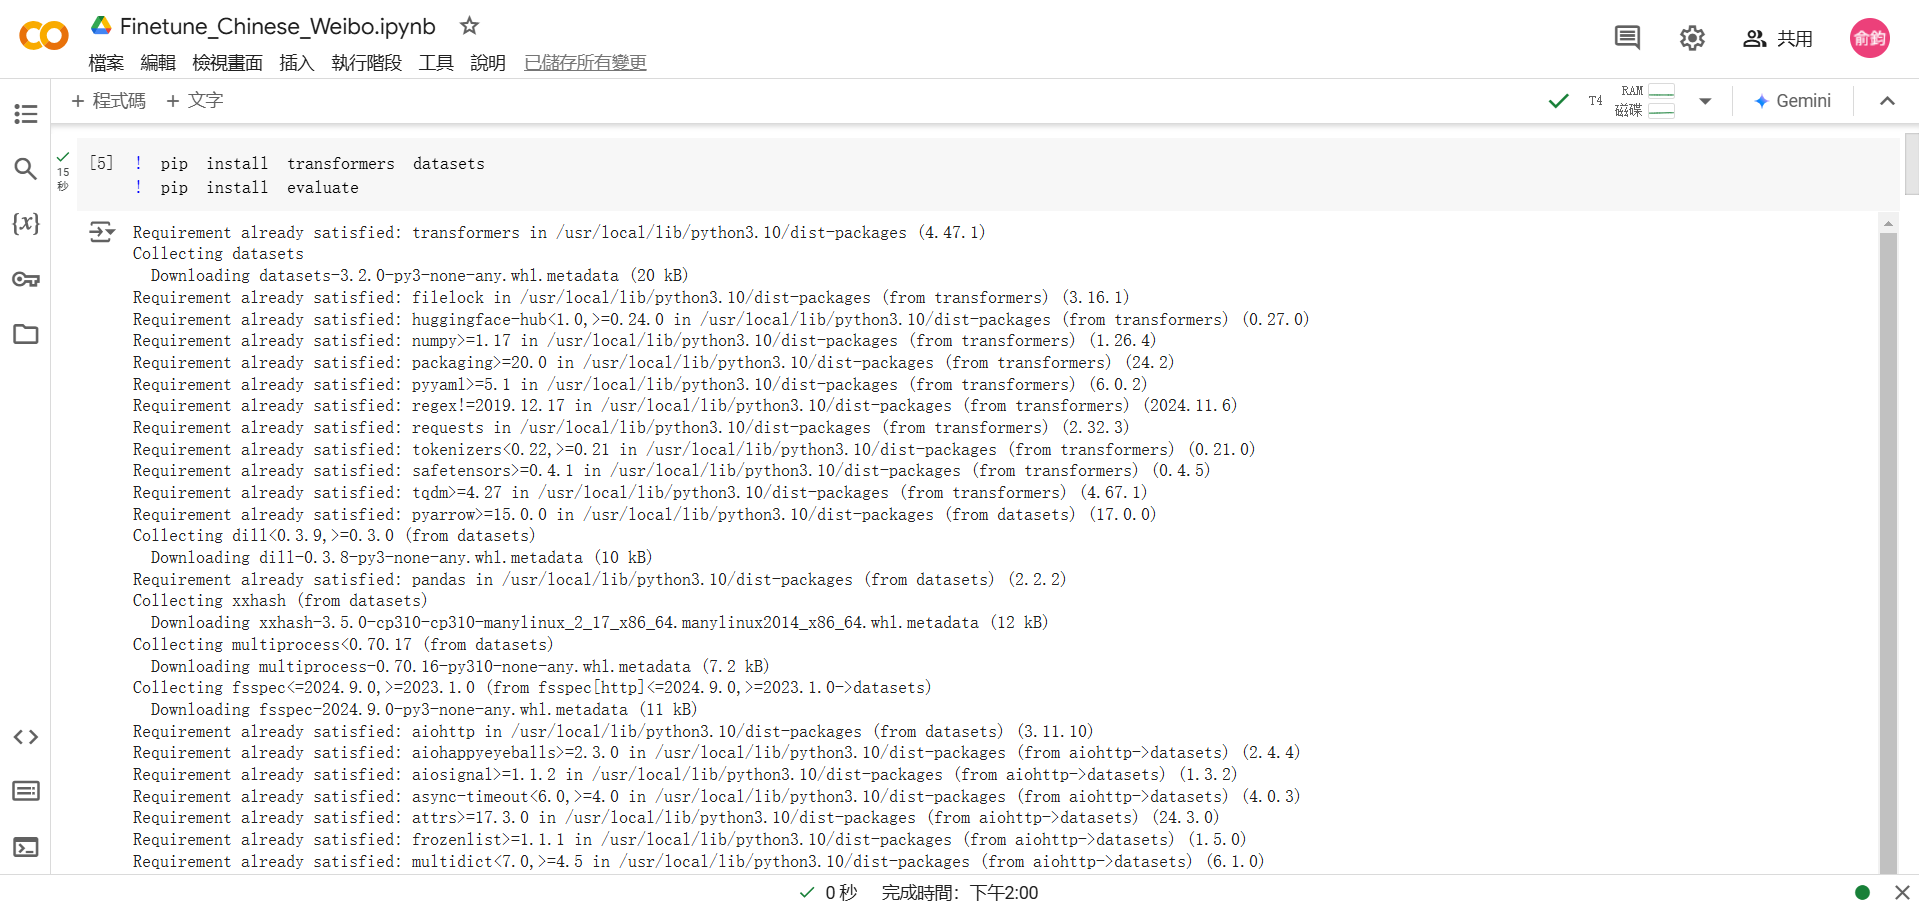 Finetune_Chinese_Weibo.ipynb
檔案 編輯 檢視畫面 插入 執行階段 工具 說明 已儲存所有變更
共用
俞鈞
+ 程式碼 + 文字
T4
RAM
磁碟
Gemini
15
秒
[5]
! pip install transformers datasets
! pip install evaluate
Requirement already satisfied: transformers in /usr/local/lib/python3.10/dist-packages (4.47.1)
Collecting datasets
Downloading datasets-3.2.0-py3-none-any.whl.metadata (20 kB)
Requirement already satisfied: filelock in /usr/local/lib/python3.10/dist-packages (from transformers) (3.16.1)
Requirement already satisfied: huggingface-hub<1.0,>=0.24.0 in /usr/local/lib/python3.10/dist-packages (from transformers) (0.27.0)
Requirement already satisfied: numpy>=1.17 in /usr/local/lib/python3.10/dist-packages (from transformers) (1.26.4)
Requirement already satisfied: packaging>=20.0 in /usr/local/lib/python3.10/dist-packages (from transformers) (24.2)
Requirement already satisfied: pyyaml>=5.1 in /usr/local/lib/python3.10/dist-packages (from transformers) (6.0.2)
Requirement already satisfied: regex!=2019.12.17 in /usr/local/lib/python3.10/dist-packages (from transformers) (2024.11.6)
Requirement already satisfied: requests in /usr/local/lib/python3.10/dist-packages (from transformers) (2.32.3)
Requirement already satisfied: tokenizers<0.22,>=0.21 in /usr/local/lib/python3.10/dist-packages (from transformers) (0.21.0)
Requirement already satisfied: safetensors>=0.4.1 in /usr/local/lib/python3.10/dist-packages (from transformers) (0.4.5)
Requirement already satisfied: tqdm>=4.27 in /usr/local/lib/python3.10/dist-packages (from transformers) (4.67.1)
Requirement already satisfied: pyarrow>=15.0.0 in /usr/local/lib/python3.10/dist-packages (from datasets) (17.0.0)
Collecting dill<0.3.9,>=0.3.0 (from datasets)
Downloading dill-0.3.8-py3-none-any.whl.metadata (10 kB)
Requirement already satisfied: pandas in /usr/local/lib/python3.10/dist-packages (from datasets) (2.2.2)
Collecting xxhash (from datasets)
Downloading xxhash-3.5.0-cp310-cp310-manylinux_2_17_x86_64.manylinux2014_x86_64.whl.metadata (12 kB)
Collecting multiprocess<0.70.17 (from datasets)
Downloading multiprocess-0.70.16-py310-none-any.whl.metadata (7.2 kB)
Collecting fsspec<=2024.9.0,>=2023.1.0 (from fsspec[http]<=2024.9.0,>=2023.1.0->datasets)
Downloading fsspec-2024.9.0-py3-none-any.whl.metadata (11 kB)
Requirement already satisfied: aiohttp in /usr/local/lib/python3.10/dist-packages (from datasets) (3.11.10)
Requirement already satisfied: aiohappyeyeballs>=2.3.0 in /usr/local/lib/python3.10/dist-packages (from aiohttp->datasets) (2.4.4)
Requirement already satisfied: aiosignal>=1.1.2 in /usr/local/lib/python3.10/dist-packages (from aiohttp->datasets) (1.3.2)
Requirement already satisfied: async-timeout<6.0,>=4.0 in /usr/local/lib/python3.10/dist-packages (from aiohttp->datasets) (4.0.3)
Requirement already satisfied: attrs>=17.3.0 in /usr/local/lib/python3.10/dist-packages (from aiohttp->datasets) (24.3.0)
Requirement already satisfied: frozenlist>=1.1.1 in /usr/local/lib/python3.10/dist-packages (from aiohttp->datasets) (1.5.0)
Requirement already satisfied: multidict<7.0,>=4.5 in /usr/local/lib/python3.10/dist-packages (from aiohttp->datasets) (6.1.0)
0 秒 完成時間：下午2:00